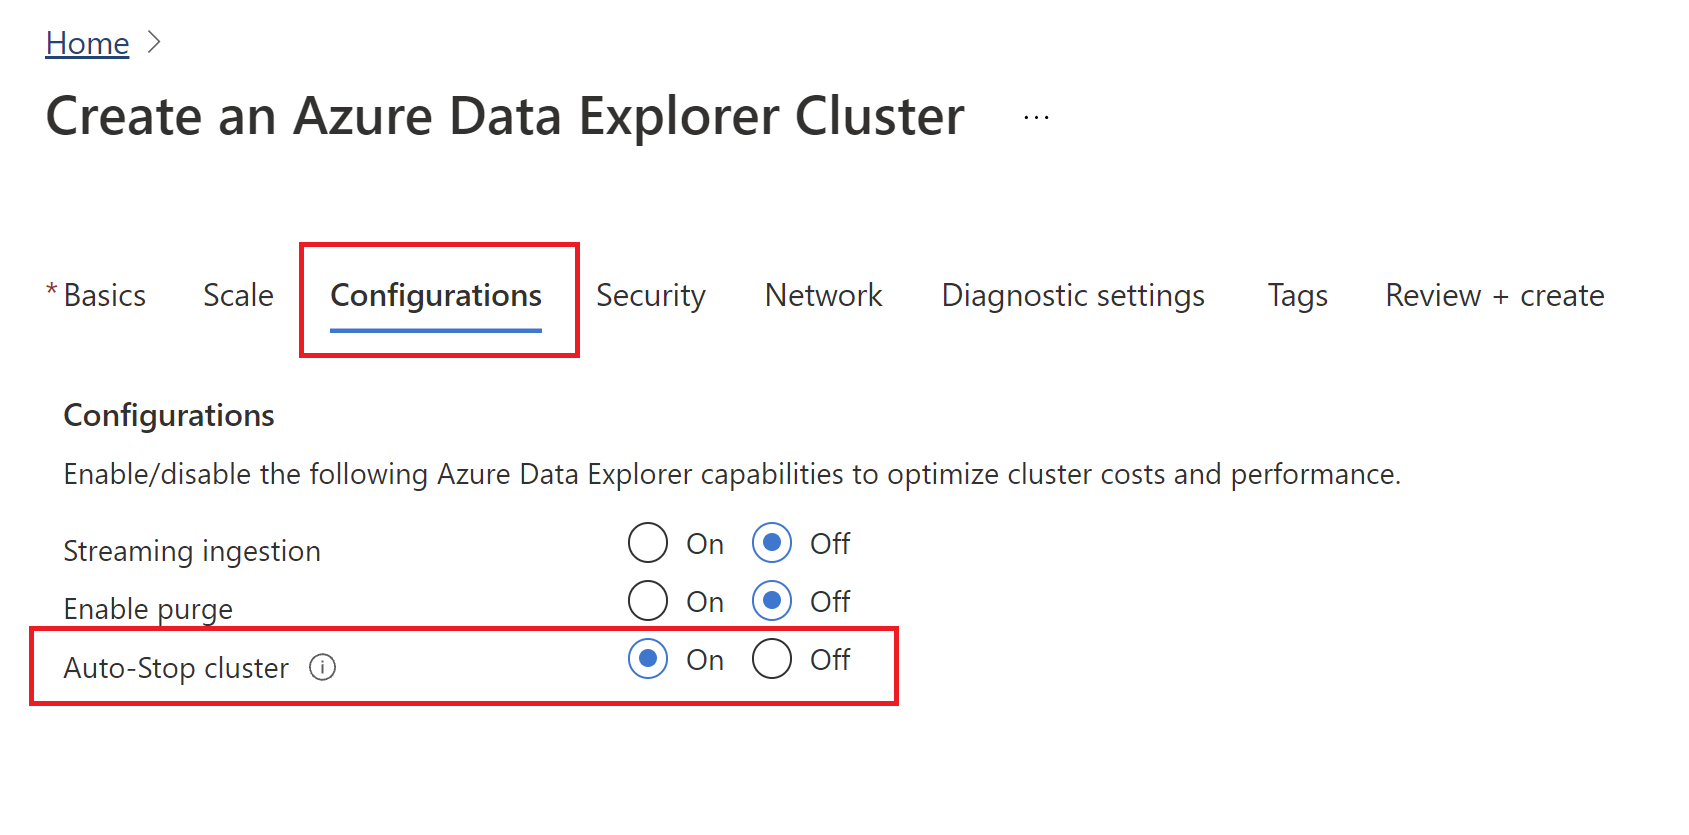 Home
Create an Azure Data Explorer Cluster ...
* Basics Scale Configurations Security Network Diagnostic settings Tags Review + create
Configurations
Enable/disable the following Azure Data Explorer capabilities to optimize cluster costs and performance.
Streaming ingestion On Off
Enable purge On Off
Auto-Stop cluster On Off